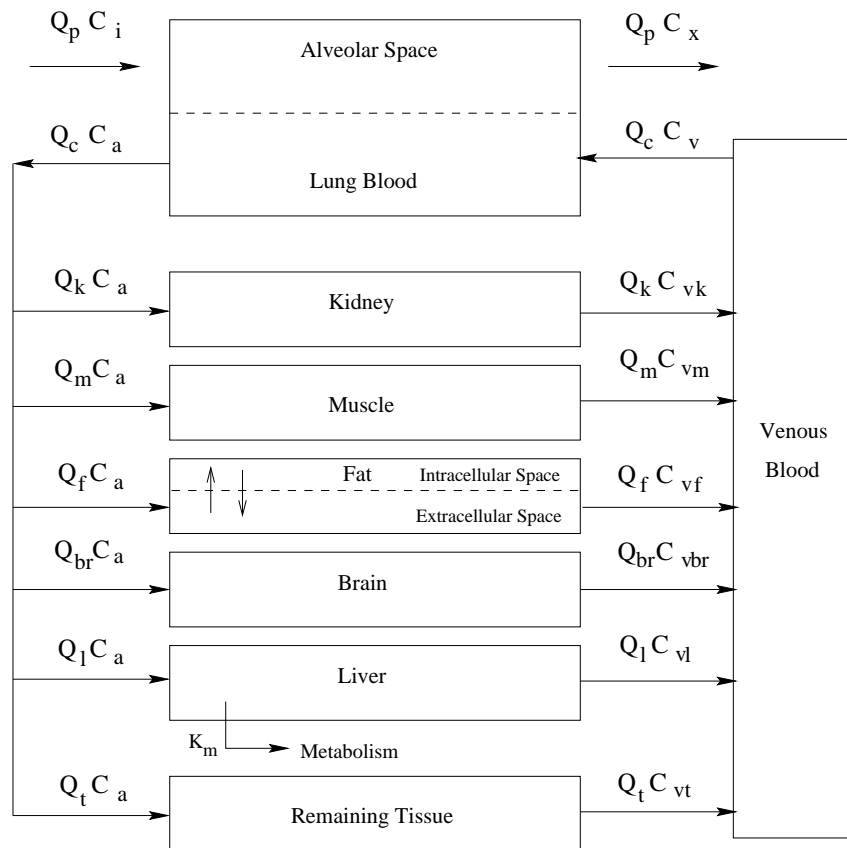 Q_p C_i
Alveolar Space
Q_p C_x
Q_c C_a
Lung Blood
Q_c C_v
Q_k C_a
Kidney
Q_k C_vk
Q_m C_a
Muscle
Q_m C_vm
Venous
Blood
Q_f C_a
Fat
Intracellular Space
Extracellular Space
Q_f C_vf
Q_br C_a
Brain
Q_br C_vbr
Q_l C_a
Liver
Q_l C_vl
K_m
Metabolism
Q_t C_a
Remaining Tissue
Q_t C_vt